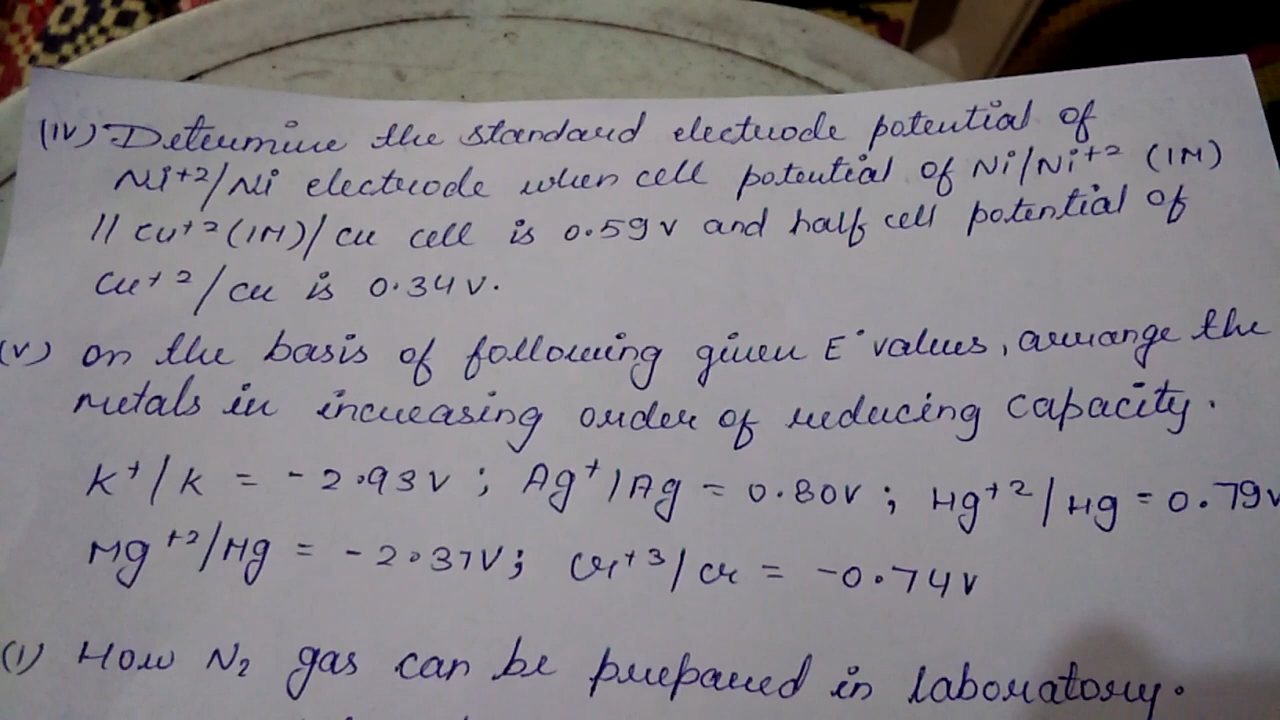 (iv) Determine the standard electrode potential of
Ni+2/Ni electrode when cell potential of Ni/Ni+2 (1M)
// Cu+2(1M)/Cu cell is 0.59v and half cell potential of
Cu+2/Cu is 0.34v.
(v) on the basis of following given E° values, arrange the
metals in increasing order of reducing capacity.
K+/K = -2.93v ; Ag+/Ag = 0.80v ; Hg+2/Hg = 0.79v
Mg+2/Mg = -2.37v; Cr+3/Cr = -0.74v
(1) How N₂ gas can be prepared in laboratory.